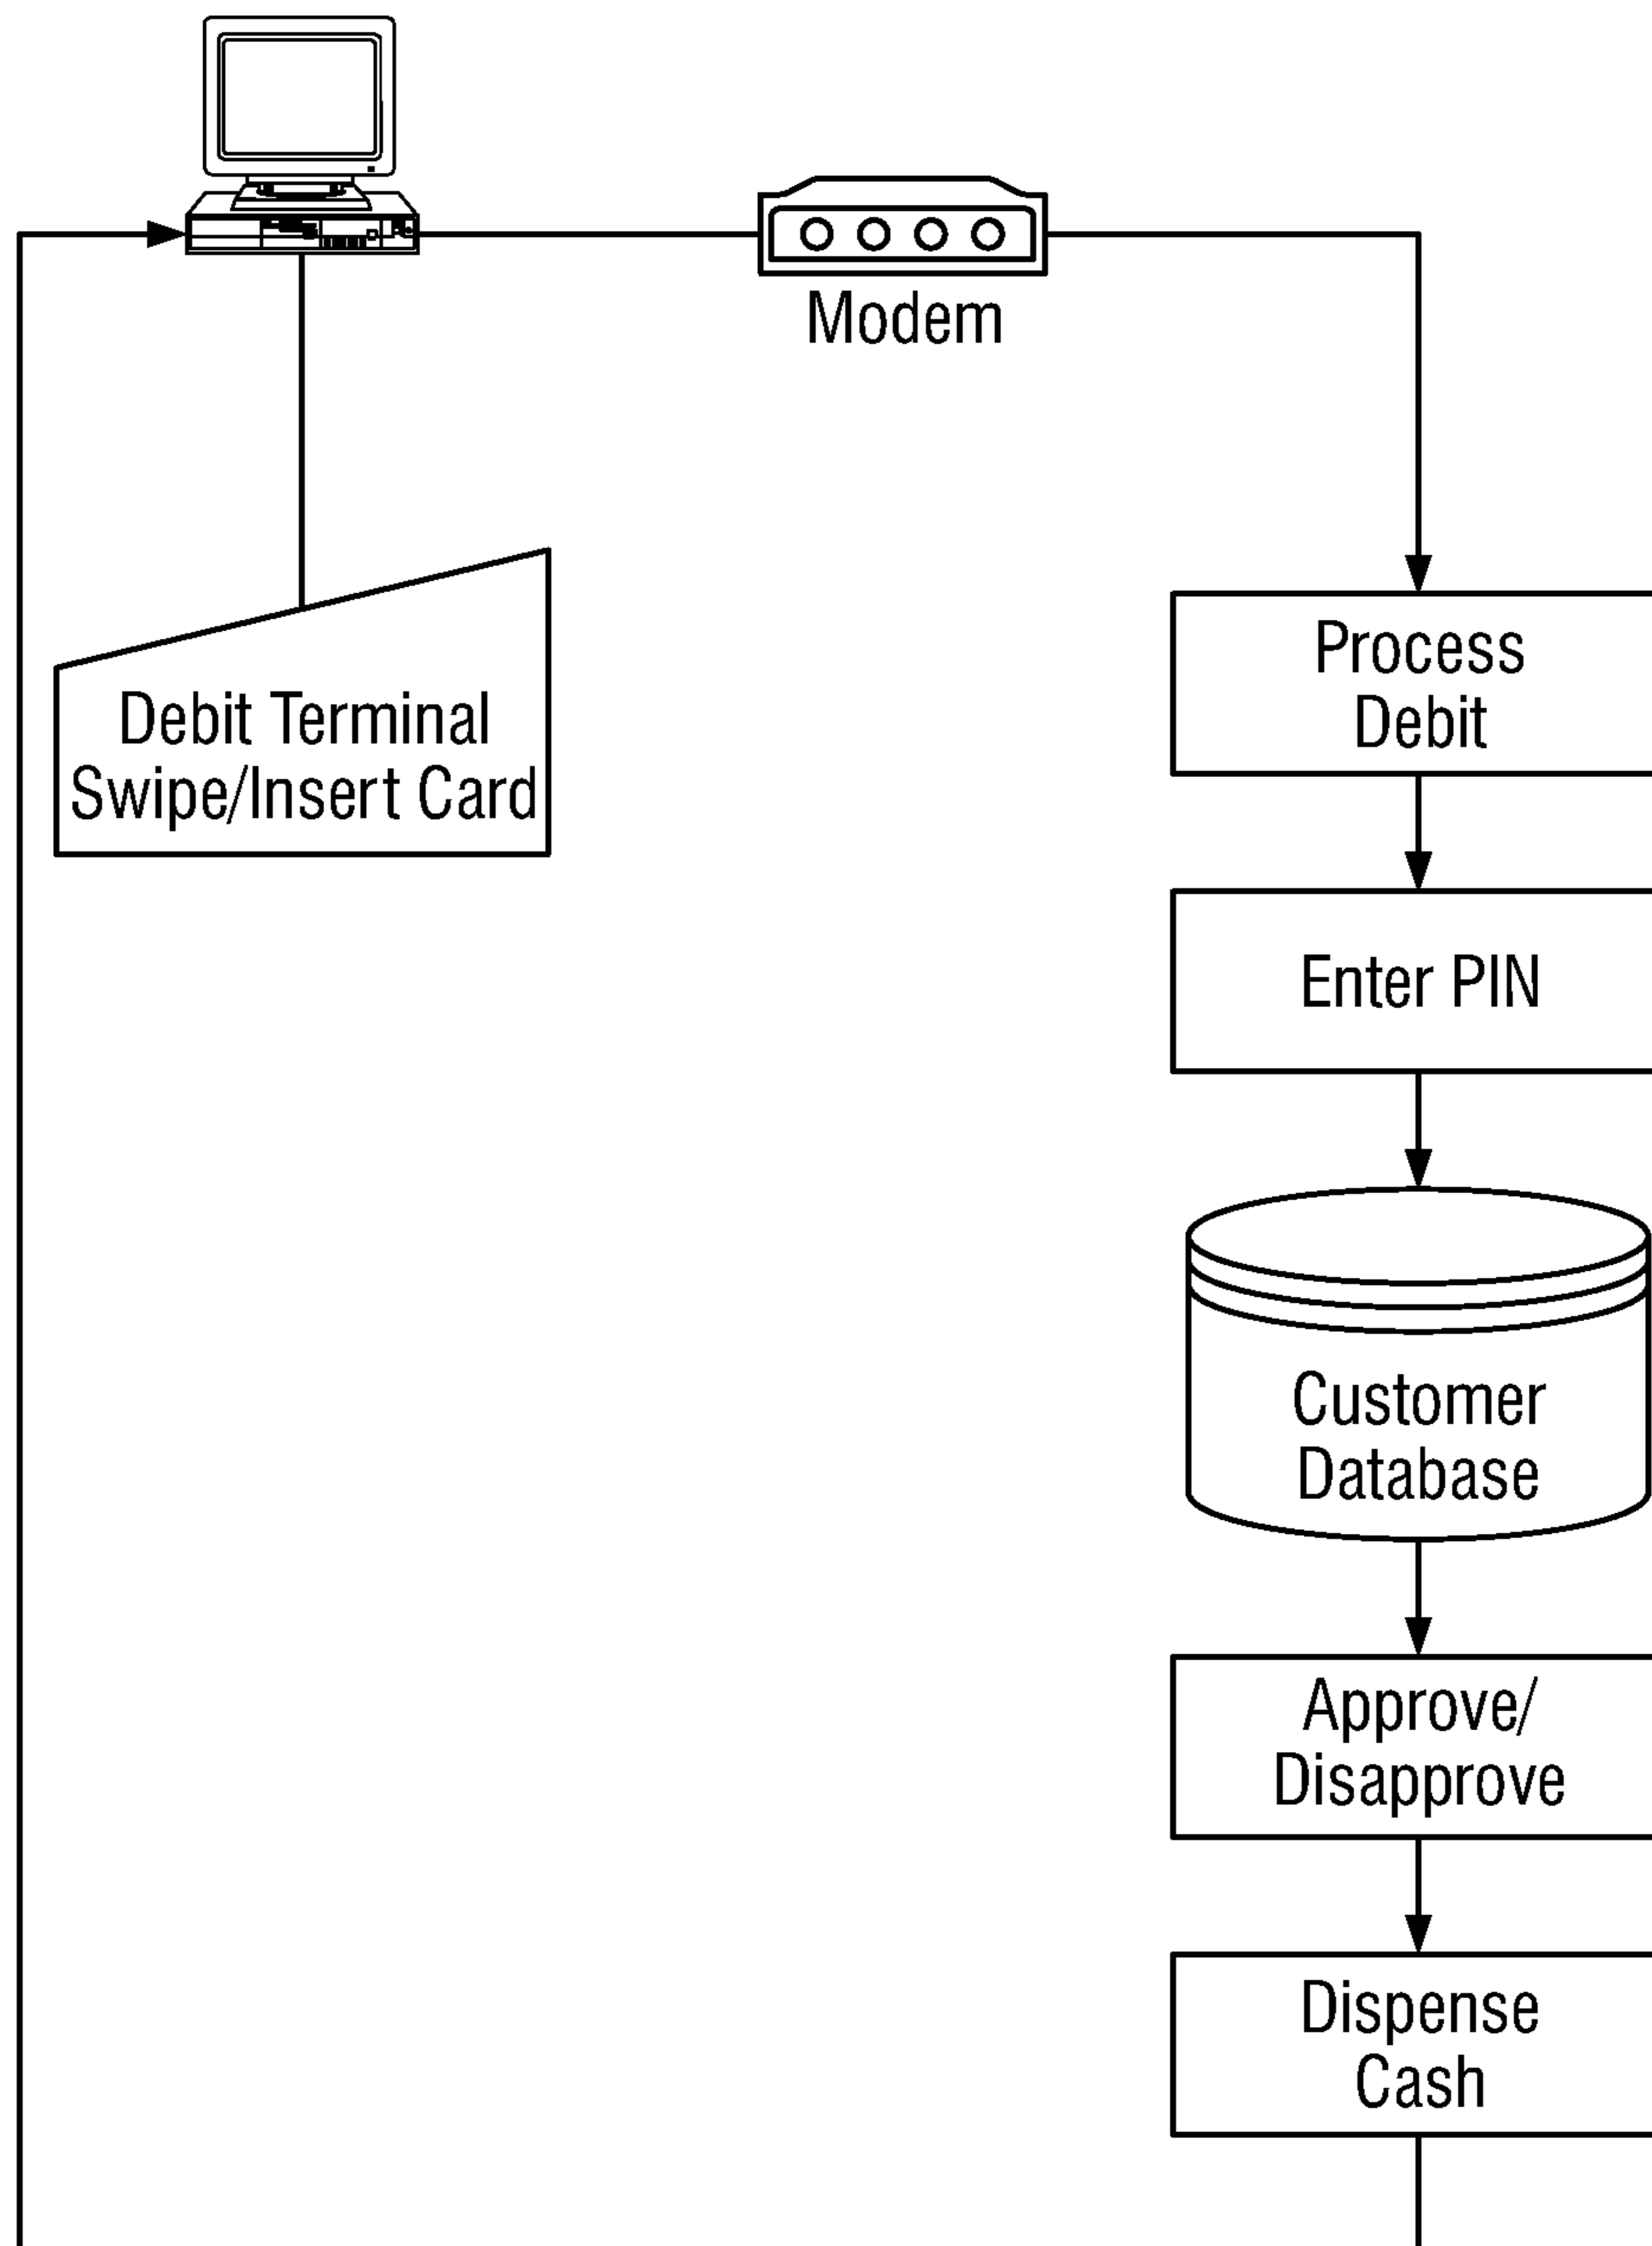 Modem
Debit Terminal
Swipe/Insert Card
Process
Debit
Enter PIN
Customer
Database
Approve/
Disapprove
Dispense
Cash